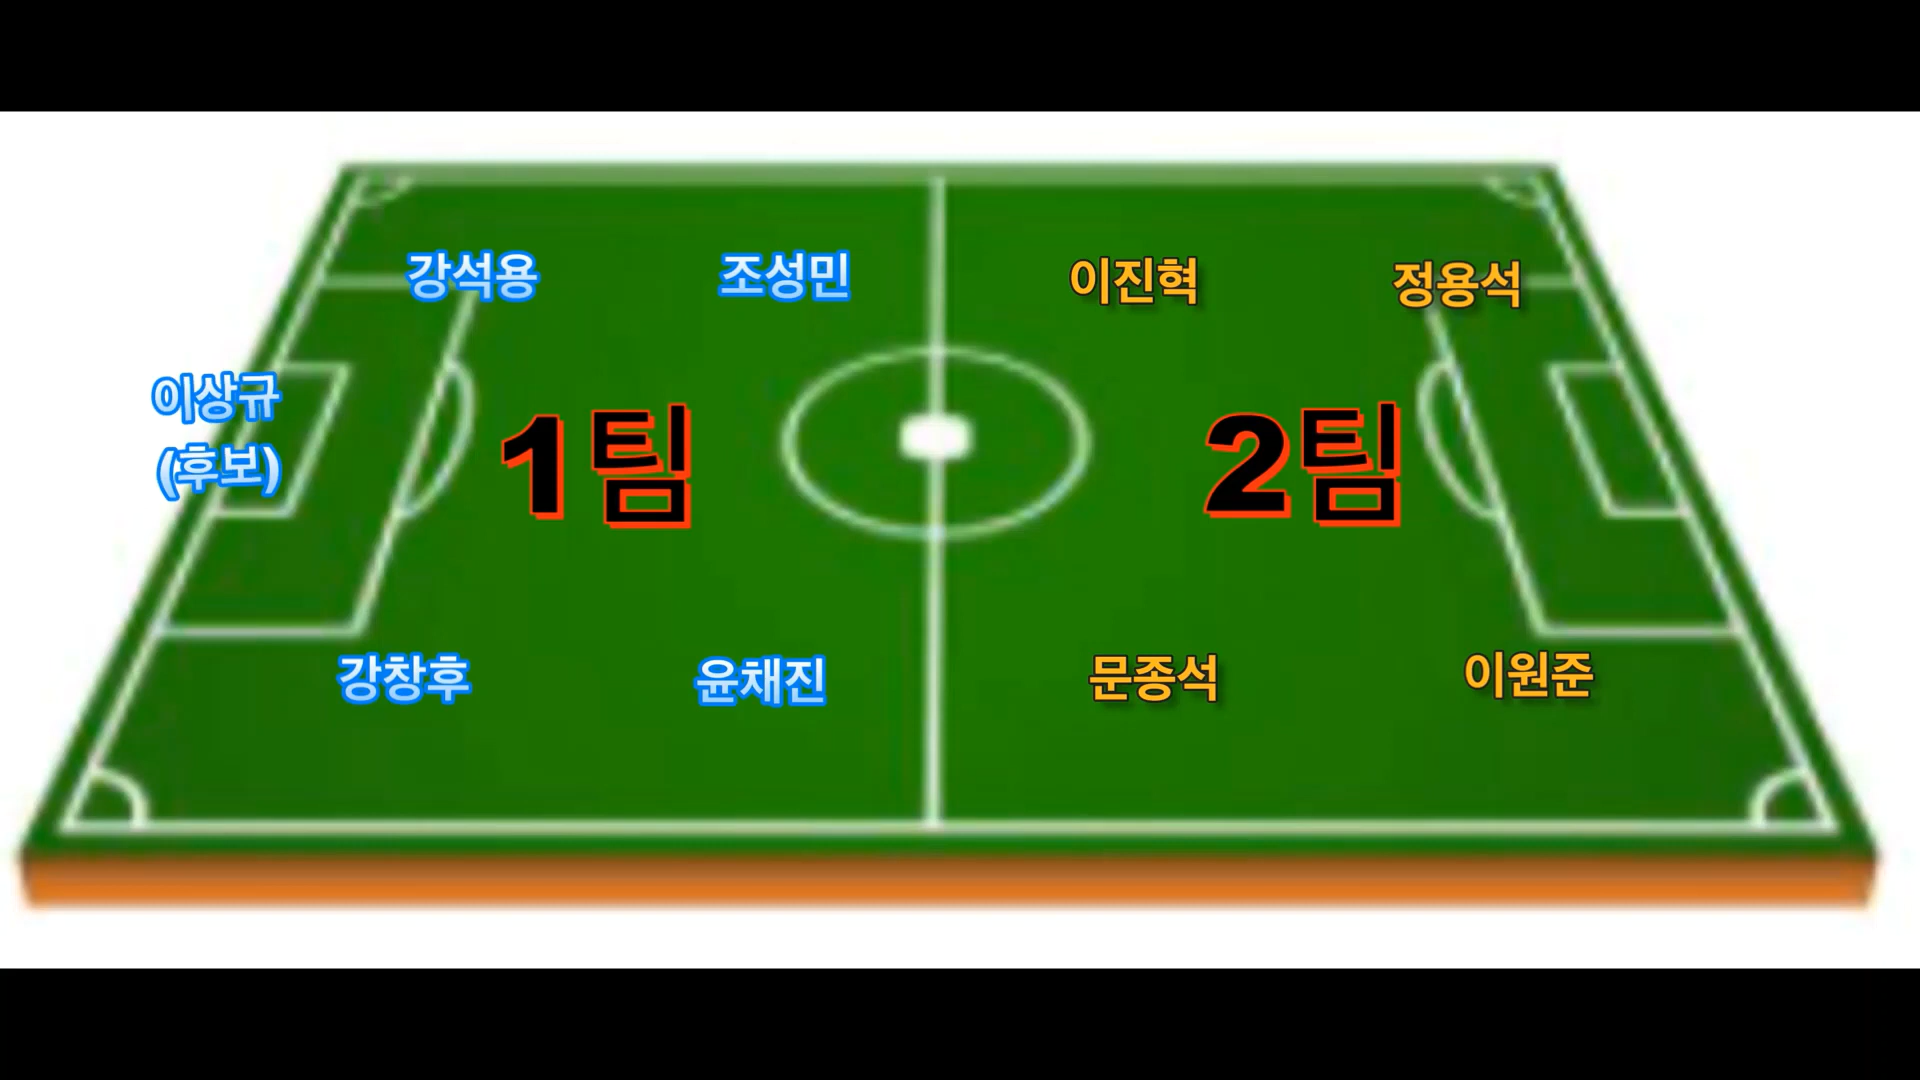 강석용 조성민 이진혁 정용석
이상규
(후보)
1팀 2팀
강창후 윤채진 문종석 이원준